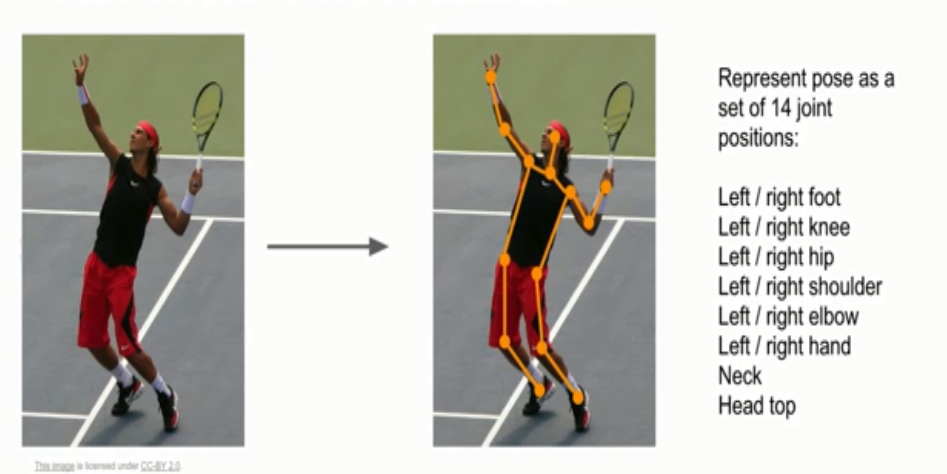 Represent pose as a
set of 14 joint
positions:
Left / right foot
Left / right knee
Left / right hip
Left / right shoulder
Left / right elbow
Left / right hand
Neck
Head top
This image is licensed under CC-BY 2.0.